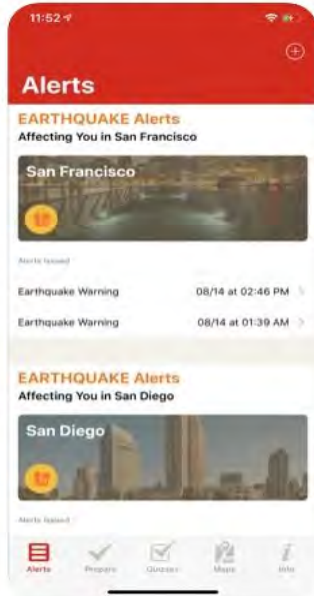 11:52
Alerts
EARTHQUAKE Alerts
Affecting You in San Francisco
San Francisco
Alerts Issued
Earthquake Warning 08/14 at 02:46 PM
Earthquake Warning 08/14 at 01:39 AM
EARTHQUAKE Alerts
Affecting You in San Diego
San Diego
Alerts Issued
Alerts Prepare Quizzes Maps Info